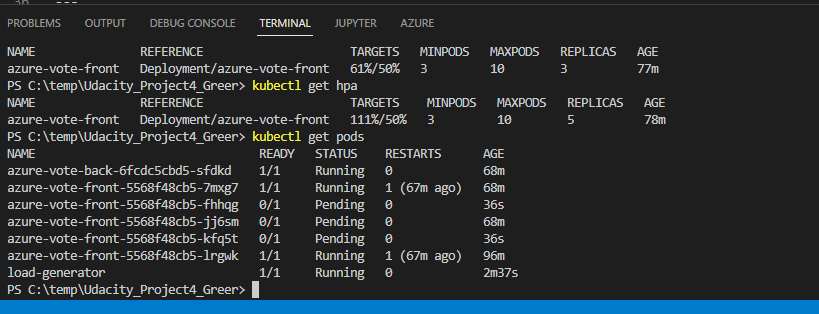 PROBLEMS OUTPUT DEBUG CONSOLE TERMINAL JUPYTER AZURE
NAME REFERENCE TARGETS MINPODS MAXPODS REPLICAS AGE
azure-vote-front Deployment/azure-vote-front 61%/50% 3 10 3 77m
PS C:\temp\Udacity_Project4_Greer> kubectl get hpa
NAME REFERENCE TARGETS MINPODS MAXPODS REPLICAS AGE
azure-vote-front Deployment/azure-vote-front 111%/50% 3 10 5 78m
PS C:\temp\Udacity_Project4_Greer> kubectl get pods
NAME READY STATUS RESTARTS AGE
azure-vote-back-6fcdc5cbd5-sfdkd 1/1 Running 0 68m
azure-vote-front-5568f48cb5-7mxg7 1/1 Running 1 (67m ago) 68m
azure-vote-front-5568f48cb5-fhhqg 0/1 Pending 0 36s
azure-vote-front-5568f48cb5-jj6sm 0/1 Pending 0 68m
azure-vote-front-5568f48cb5-kfq5t 0/1 Pending 0 36s
azure-vote-front-5568f48cb5-lrgwk 1/1 Running 1 (67m ago) 96m
load-generator 1/1 Running 0 2m37s
PS C:\temp\Udacity_Project4_Greer>